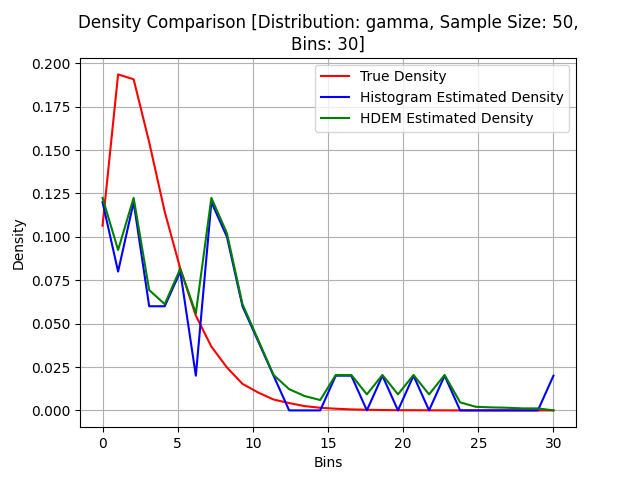 Density Comparison [Distribution: gamma, Sample Size: 50,
Bins: 30]
True Density
Histogram Estimated Density
HDEM Estimated Density
Density
0.200
0.175
0.150
0.125
0.100
0.075
0.050
0.025
0.000
0 5 10 15 20 25 30
Bins